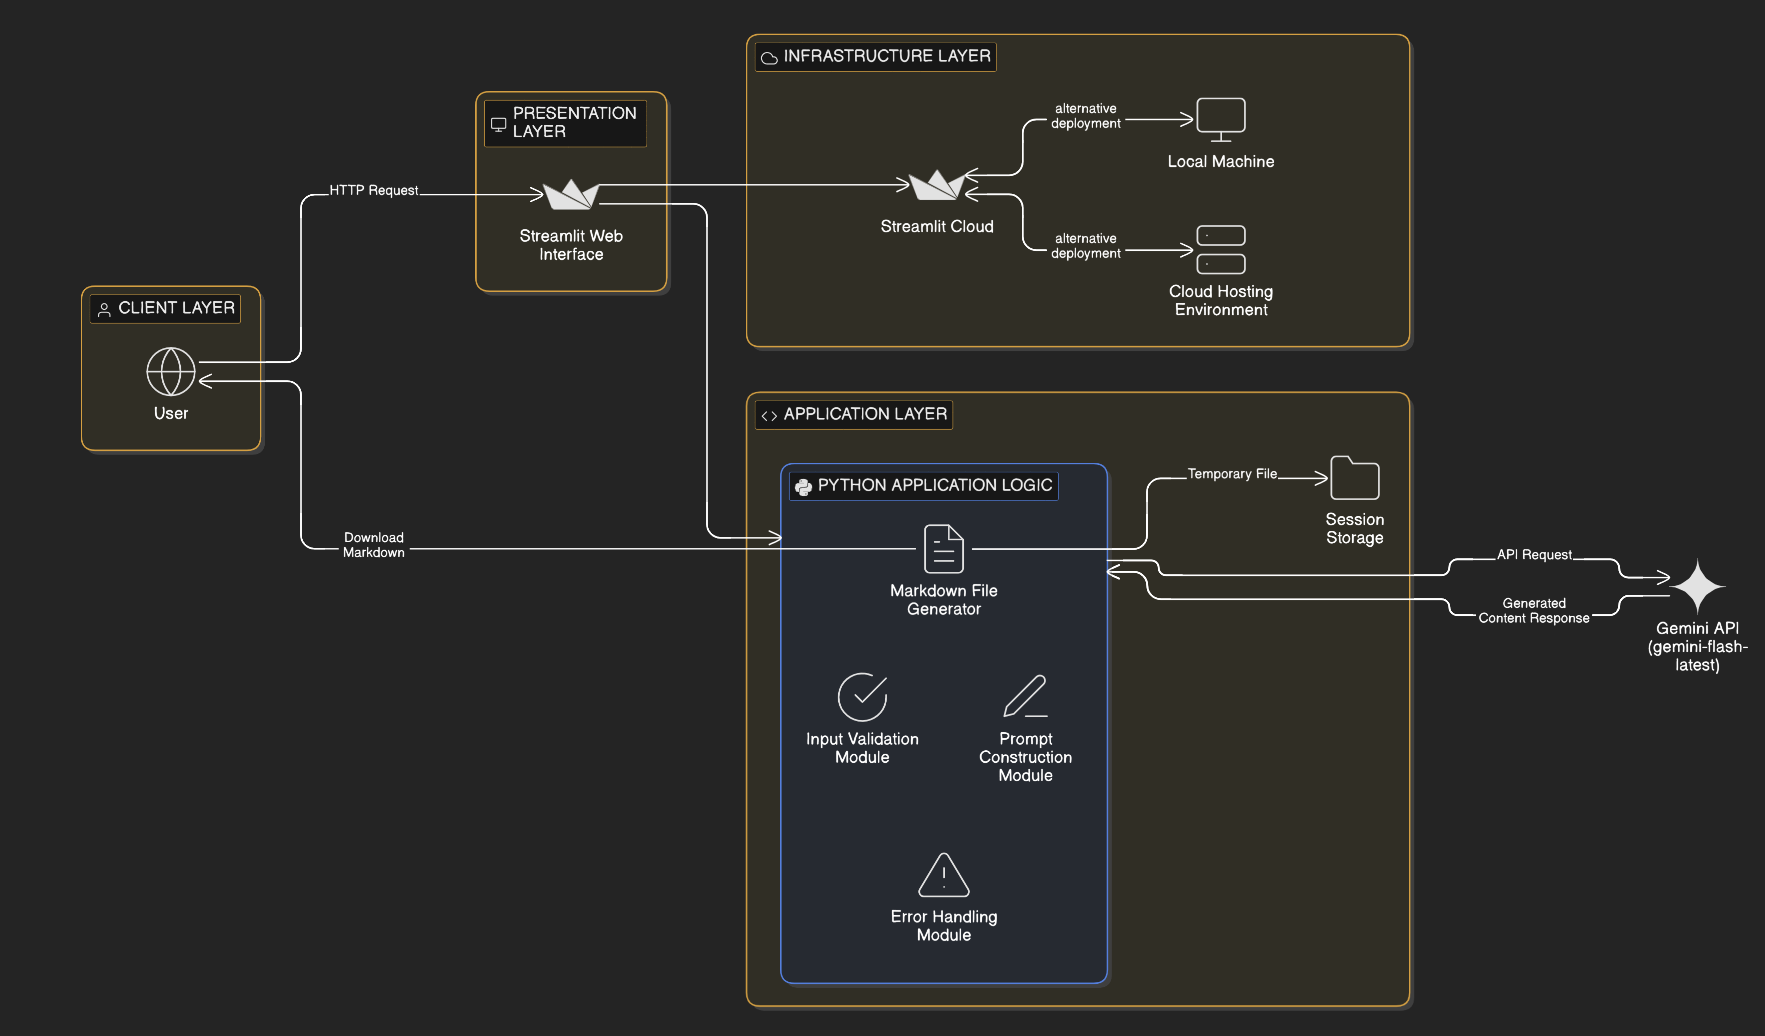 INFRASTRUCTURE LAYER
PRESENTATION
LAYER
alternative
deployment
Local Machine
HTTP Request
Streamlit Web
Interface
Streamlit Cloud
alternative
deployment
Cloud Hosting
Environment
CLIENT LAYER
User
APPLICATION LAYER
PYTHON APPLICATION LOGIC
Temporary File
Session
Storage
Download
Markdown
Markdown File
Generator
API Request
Generated
Content Response
Gemini API
(gemini-flash-
latest)
Input Validation
Module
Prompt
Construction
Module
Error Handling
Module